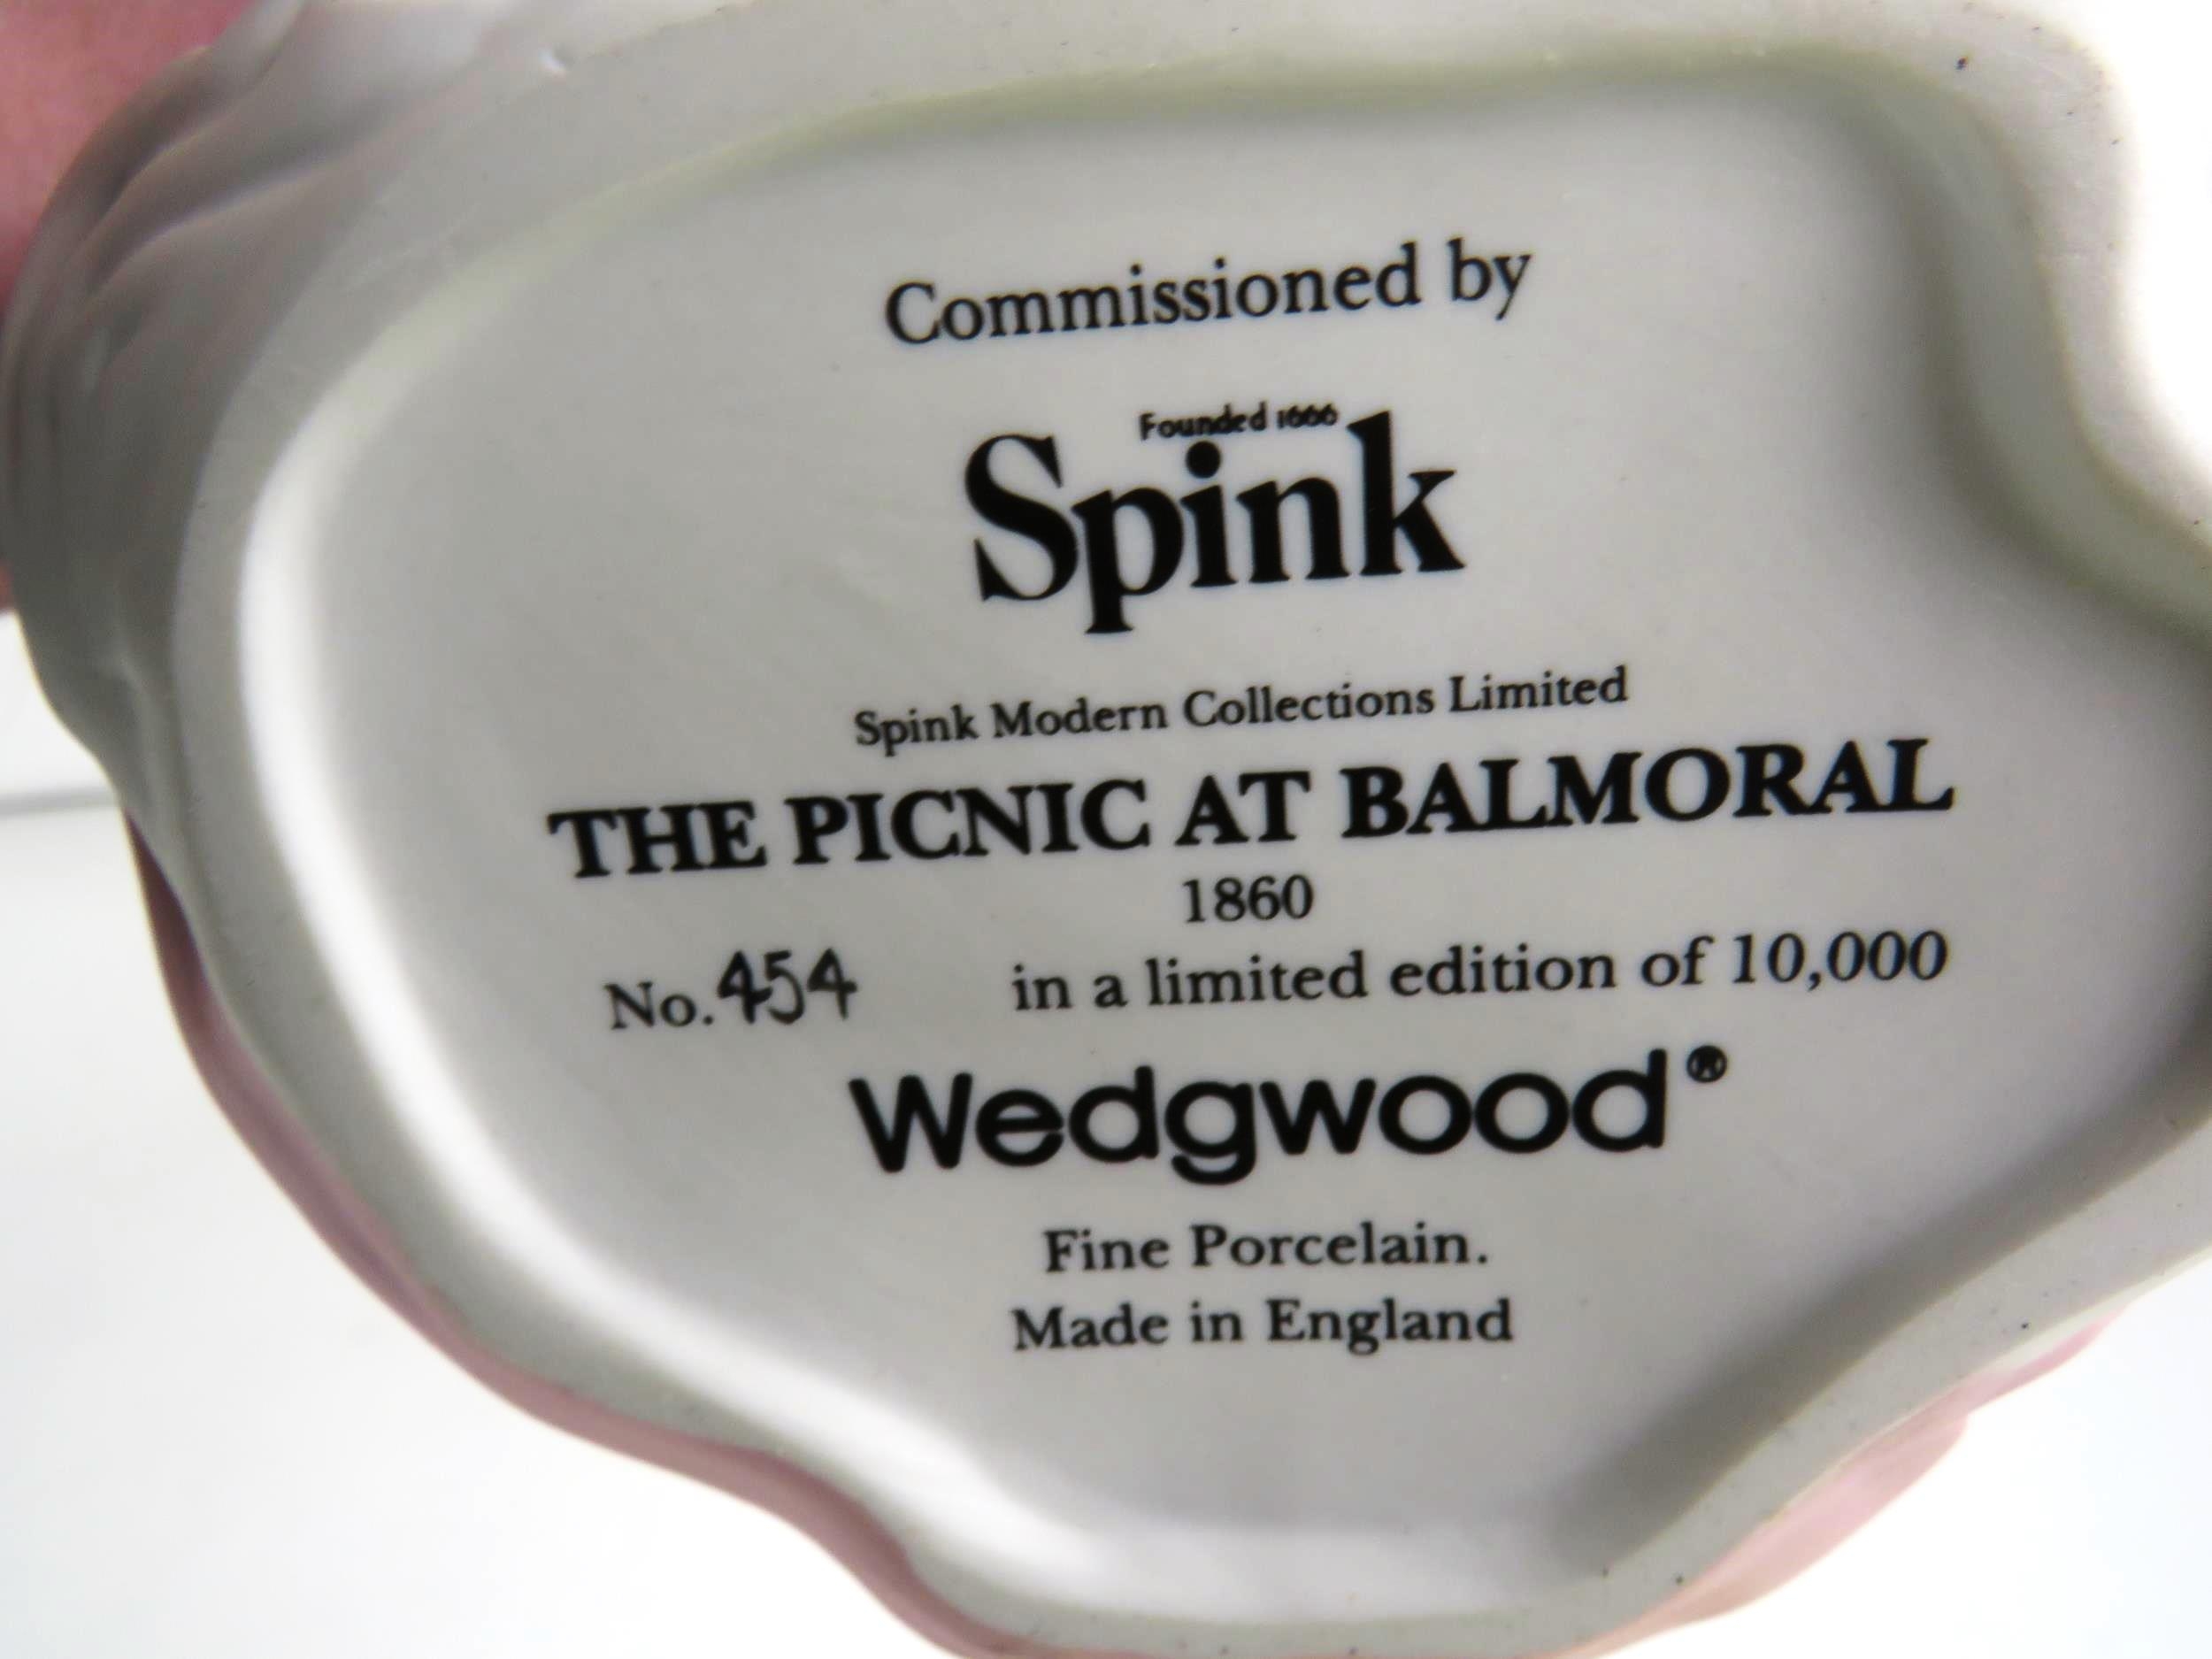 Commissioned by
Founded 1666
Spink
Spink Modern Collections Limited
THE PICNIC AT BALMORAL
1860
No. 454 in a limited edition of 10,000
Wedgwood®
Fine Porcelain.
Made in England